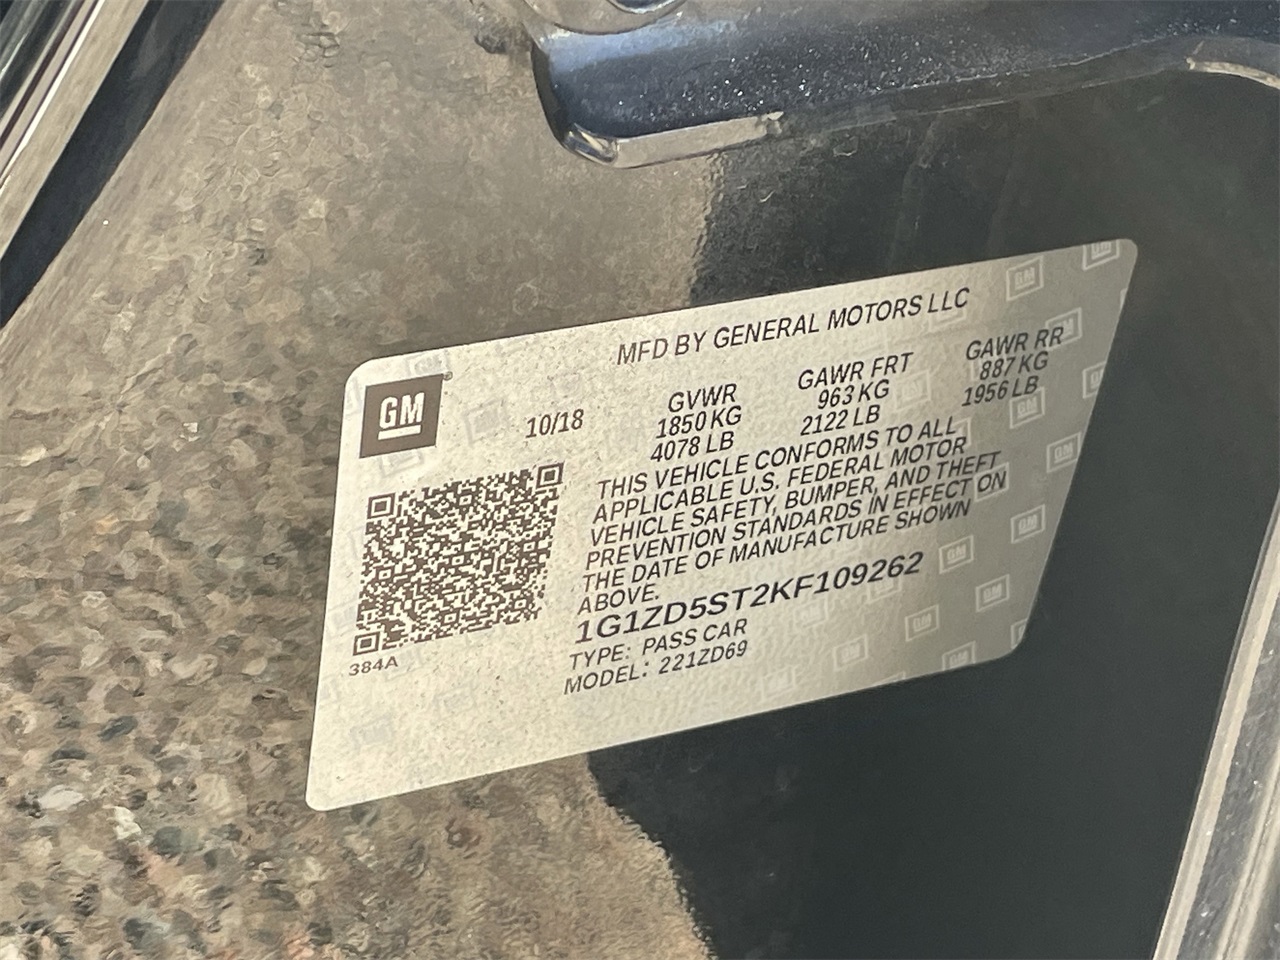 MFD BY GENERAL MOTORS LLC
GM
10/18
GVWR
1850 KG
4078 LB
GAWR FRT
963 KG
2122 LB
GAWR RR
887 KG
1956 LB
THIS VEHICLE CONFORMS TO ALL
APPLICABLE U.S. FEDERAL MOTOR
VEHICLE SAFETY, BUMPER, AND THEFT
PREVENTION STANDARDS IN EFFECT ON
THE DATE OF MANUFACTURE SHOWN
ABOVE.
1G1ZD5ST2KF109262
TYPE: PASS CAR
MODEL: 221ZD69
384A